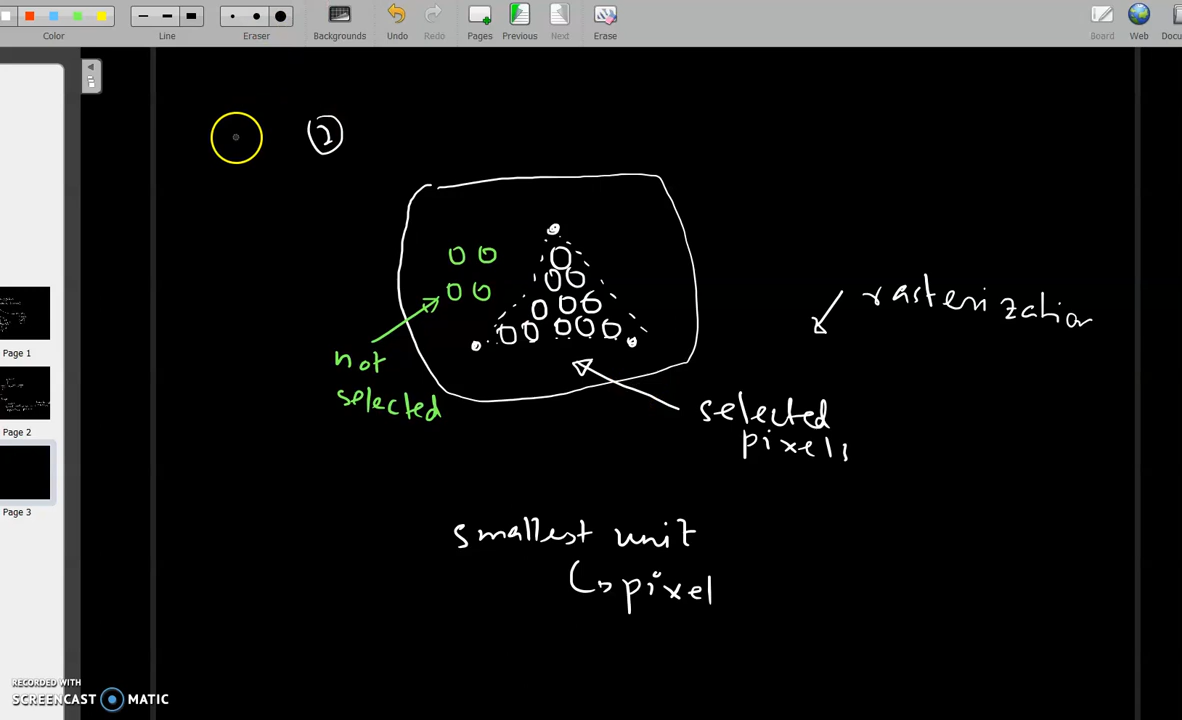 Color
Line
Eraser
Backgrounds
Undo
Redo
Pages
Previous
Next
Erase
Board
Web
Docu
②
rasterization
not
selected
selected
pixels
smallest unit
↳ pixel
Page 1
Page 2
Page 3
RECORDED WITH
SCREENCAST MATIC